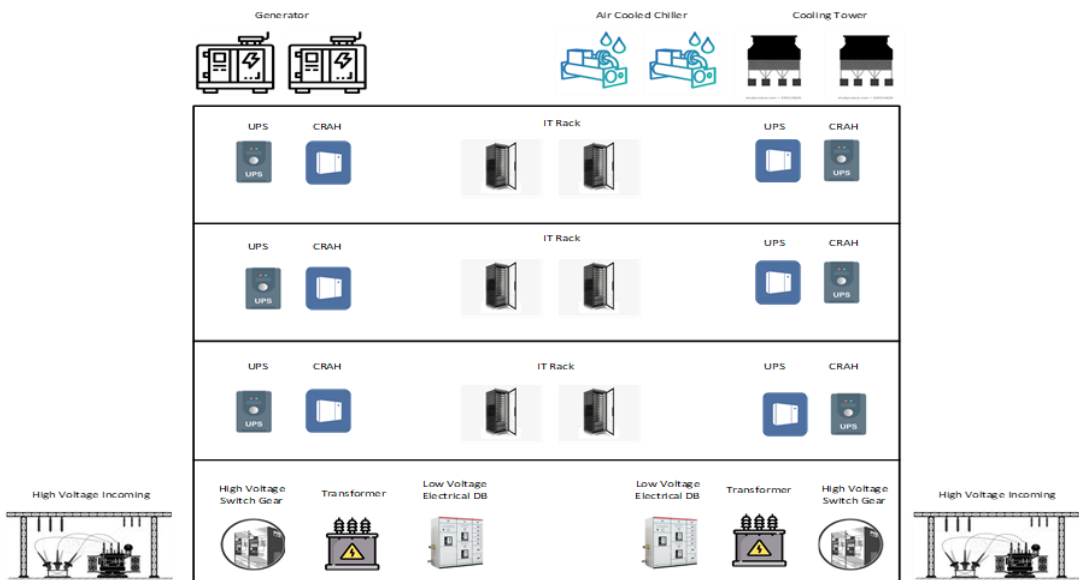 Generator
Air Cooled Chiller
Cooling Tower
UPS
CRAH
IT Rack
UPS
CRAH
UPS
UPS
UPS
CRAH
IT Rack
UPS
CRAH
UPS
UPS
UPS
CRAH
IT Rack
UPS
CRAH
UPS
UPS
High Voltage Incoming
High Voltage
Switch Gear
Transformer
Low Voltage
Electrical DB
Low Voltage
Electrical DB
Transformer
High Voltage
Switch Gear
High Voltage Incoming